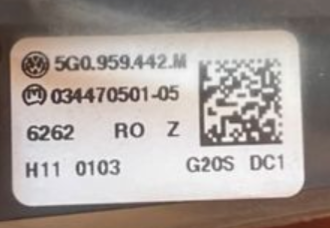 5G0.959.442.M
034470501-05
6262 RO Z
H11 0103 G20S DC1